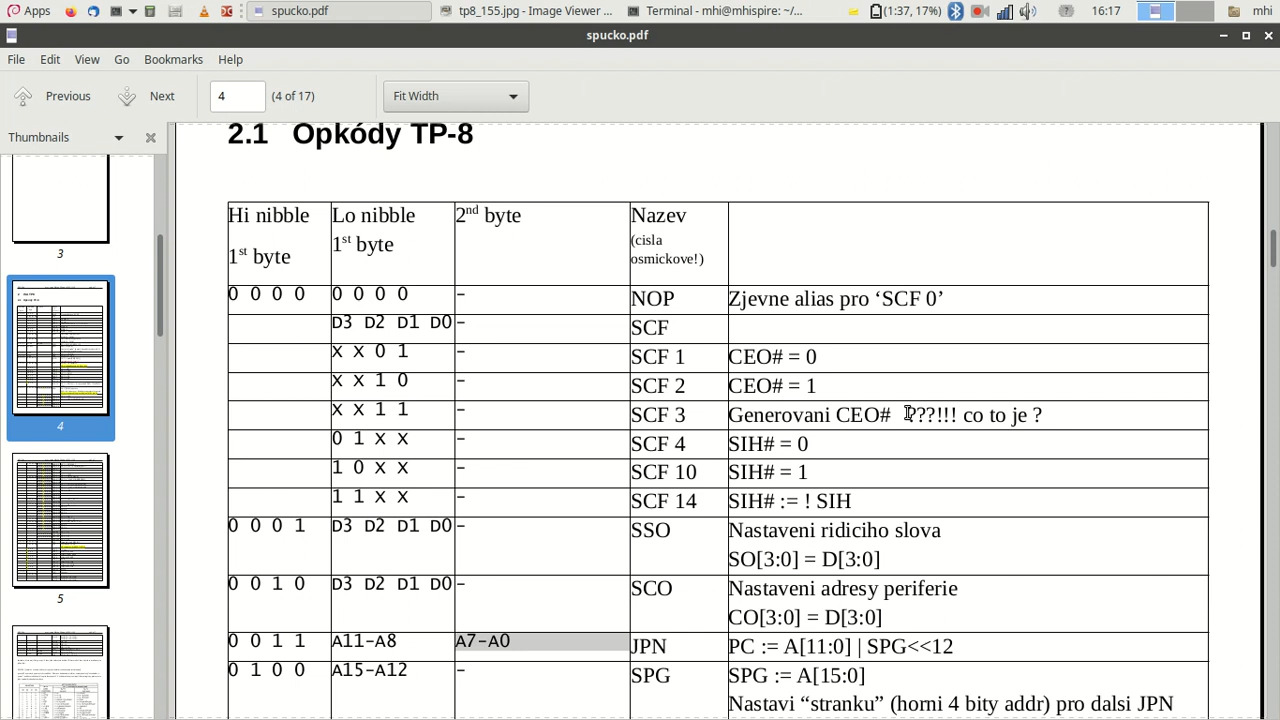 Apps spucko.pdf tp8_155.jpg - Image Viewer ... Terminal - mhi@mhispire: ~/... (1:37, 17%) 16:17 mhi
spucko.pdf
File Edit View Go Bookmarks Help
Previous Next 4 (4 of 17) Fit Width
Thumbnails
3
4
5
2.1 Opkódy TP-8
Hi nibble 1st byte
Lo nibble 1st byte
2nd byte
Nazev (cisla osmickove!)
0 0 0 0 0 0 0 0 – NOP Zjevne alias pro ‘SCF 0’
D3 D2 D1 D0 – SCF
x x 0 1 – SCF 1 CEO# = 0
x x 1 0 – SCF 2 CEO# = 1
x x 1 1 – SCF 3 Generovani CEO# ???!!! co to je ?
0 1 x x – SCF 4 SIH# = 0
1 0 x x – SCF 10 SIH# = 1
1 1 x x – SCF 14 SIH# := ! SIH
0 0 0 1 D3 D2 D1 D0 – SSO Nastaveni ridiciho slova
SO[3:0] = D[3:0]
0 0 1 0 D3 D2 D1 D0 – SCO Nastaveni adresy periferie
CO[3:0] = D[3:0]
0 0 1 1 A11–A8 A7–A0 JPN PC := A[11:0] | SPG<<12
0 1 0 0 A15–A12 – SPG SPG := A[15:0]
Nastavi “stranku” (horni 4 bity addr) pro dalsi JPN